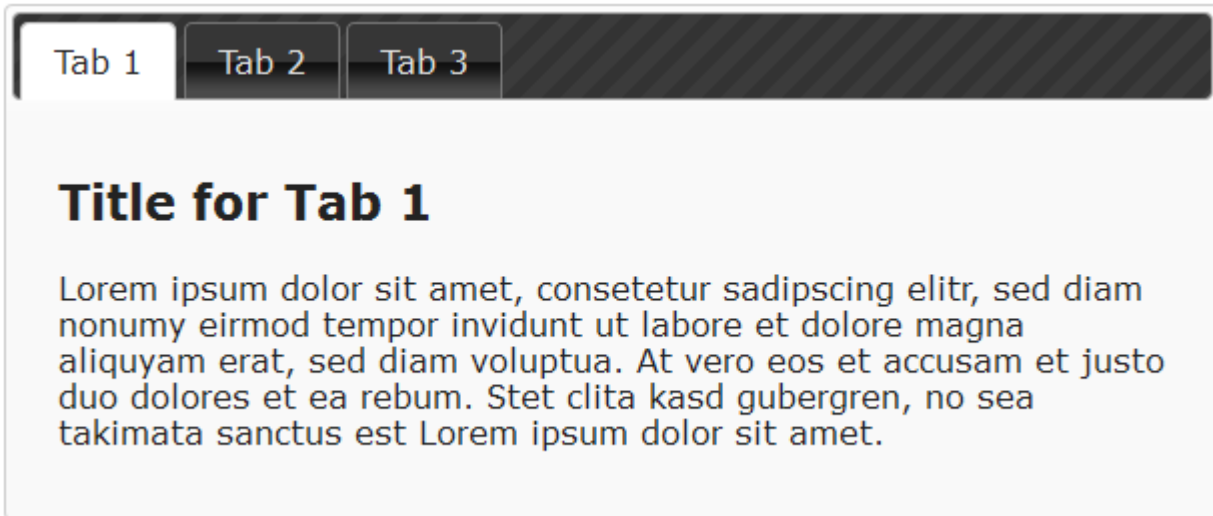 Tab 1 Tab 2 Tab 3
Title for Tab 1
Lorem ipsum dolor sit amet, consetetur sadipscing elitr, sed diam
nonumy eirmod tempor invidunt ut labore et dolore magna
aliquyam erat, sed diam voluptua. At vero eos et accusam et justo
duo dolores et ea rebum. Stet clita kasd gubergren, no sea
takimata sanctus est Lorem ipsum dolor sit amet.